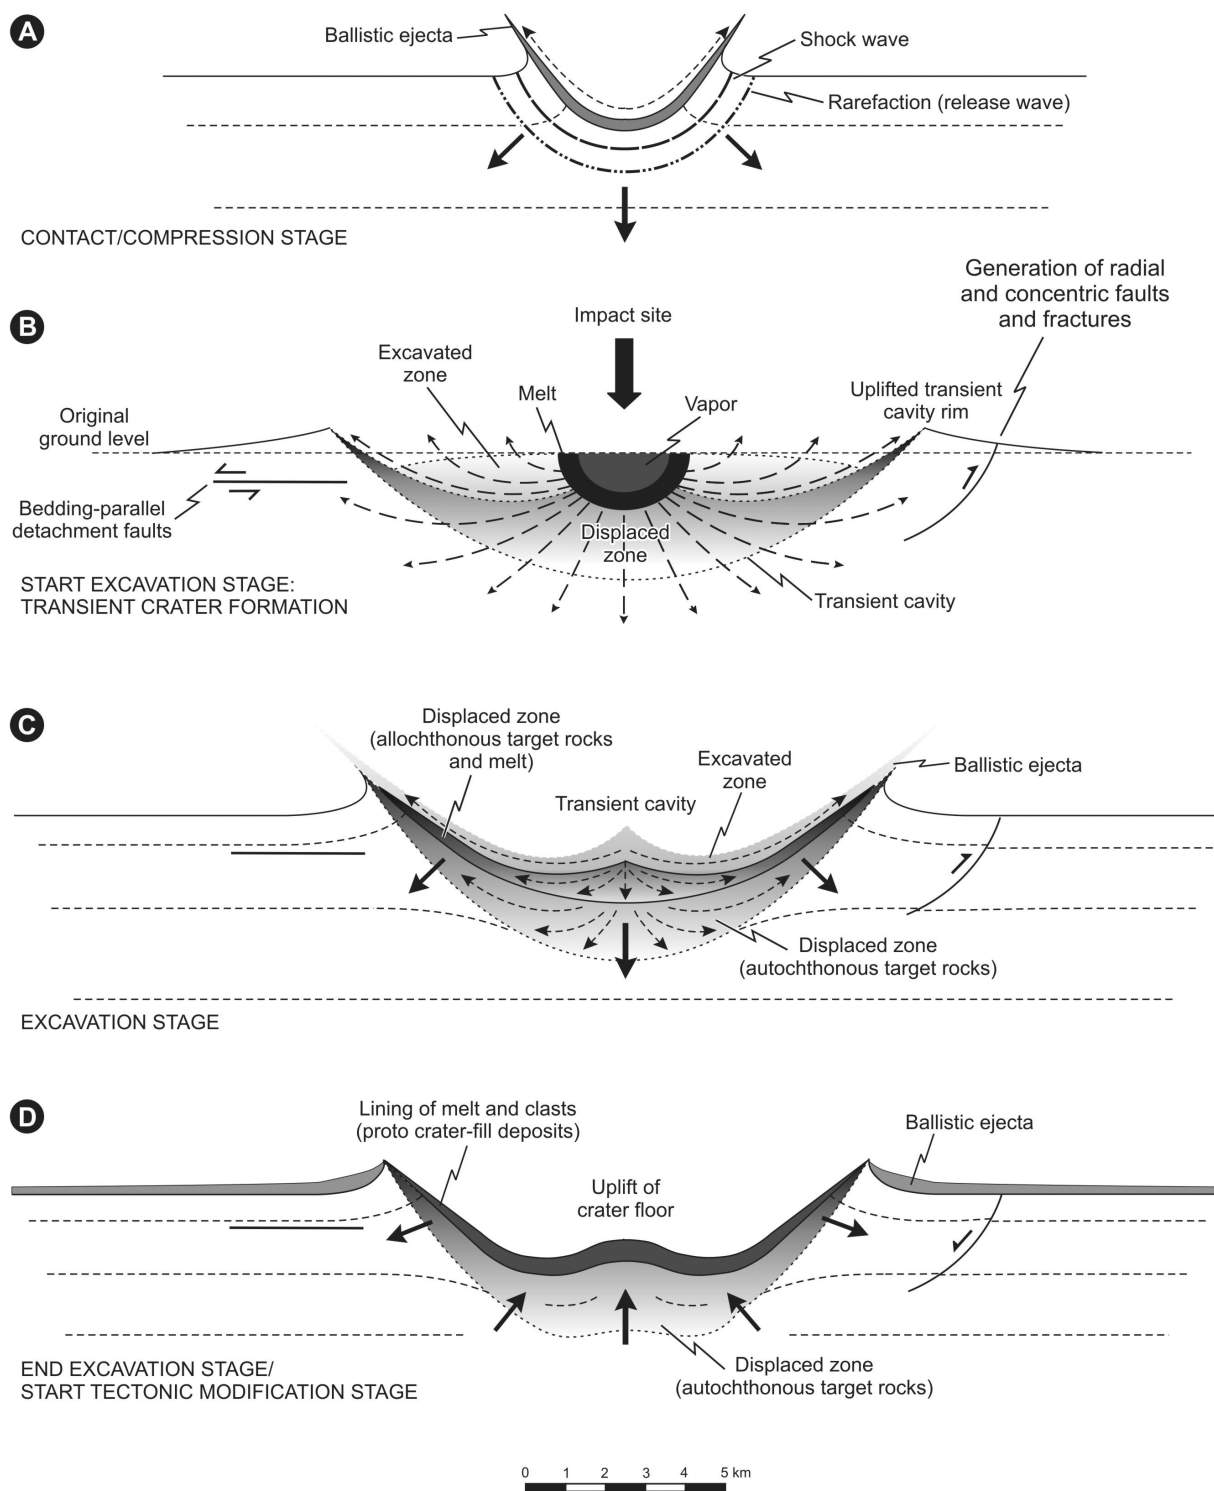 A
Ballistic ejecta
Shock wave
Rarefaction (release wave)
CONTACT/COMPRESSION STAGE
B
Impact site
Generation of radial
and concentric faults
and fractures
Excavated
zone
Melt
Vapor
Uplifted transient
cavity rim
Original
ground level
Bedding-parallel
detachment faults
Displaced
zone
Transient cavity
START EXCAVATION STAGE:
TRANSIENT CRATER FORMATION
C
Displaced zone
(allochthonous target rocks
and melt)
Transient cavity
Excavated
zone
Ballistic ejecta
Displaced zone
(autochthonous target rocks)
EXCAVATION STAGE
D
Lining of melt and clasts
(proto crater-fill deposits)
Uplift of
crater floor
Ballistic ejecta
Displaced zone
(autochthonous target rocks)
END EXCAVATION STAGE/
START TECTONIC MODIFICATION STAGE
0 1 2 3 4 5 km